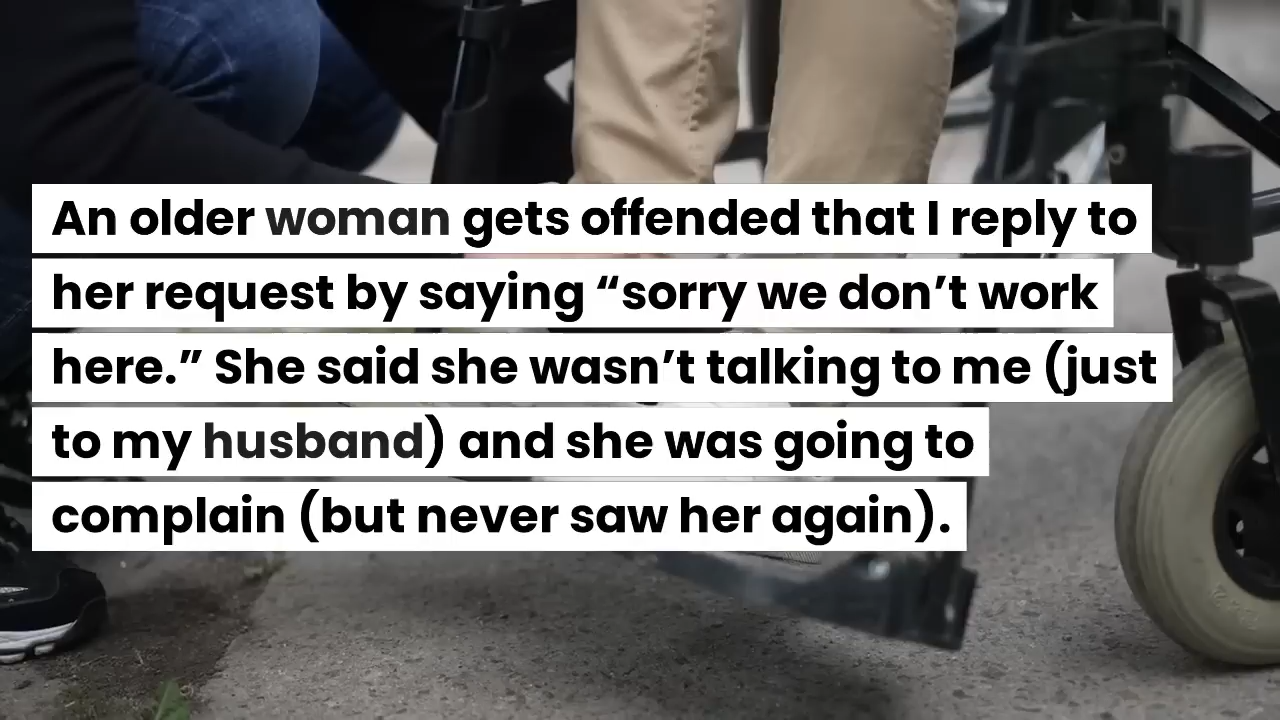 An older woman gets offended that I reply to
her request by saying “sorry we don’t work
here.” She said she wasn’t talking to me (just
to my husband) and she was going to
complain (but never saw her again).